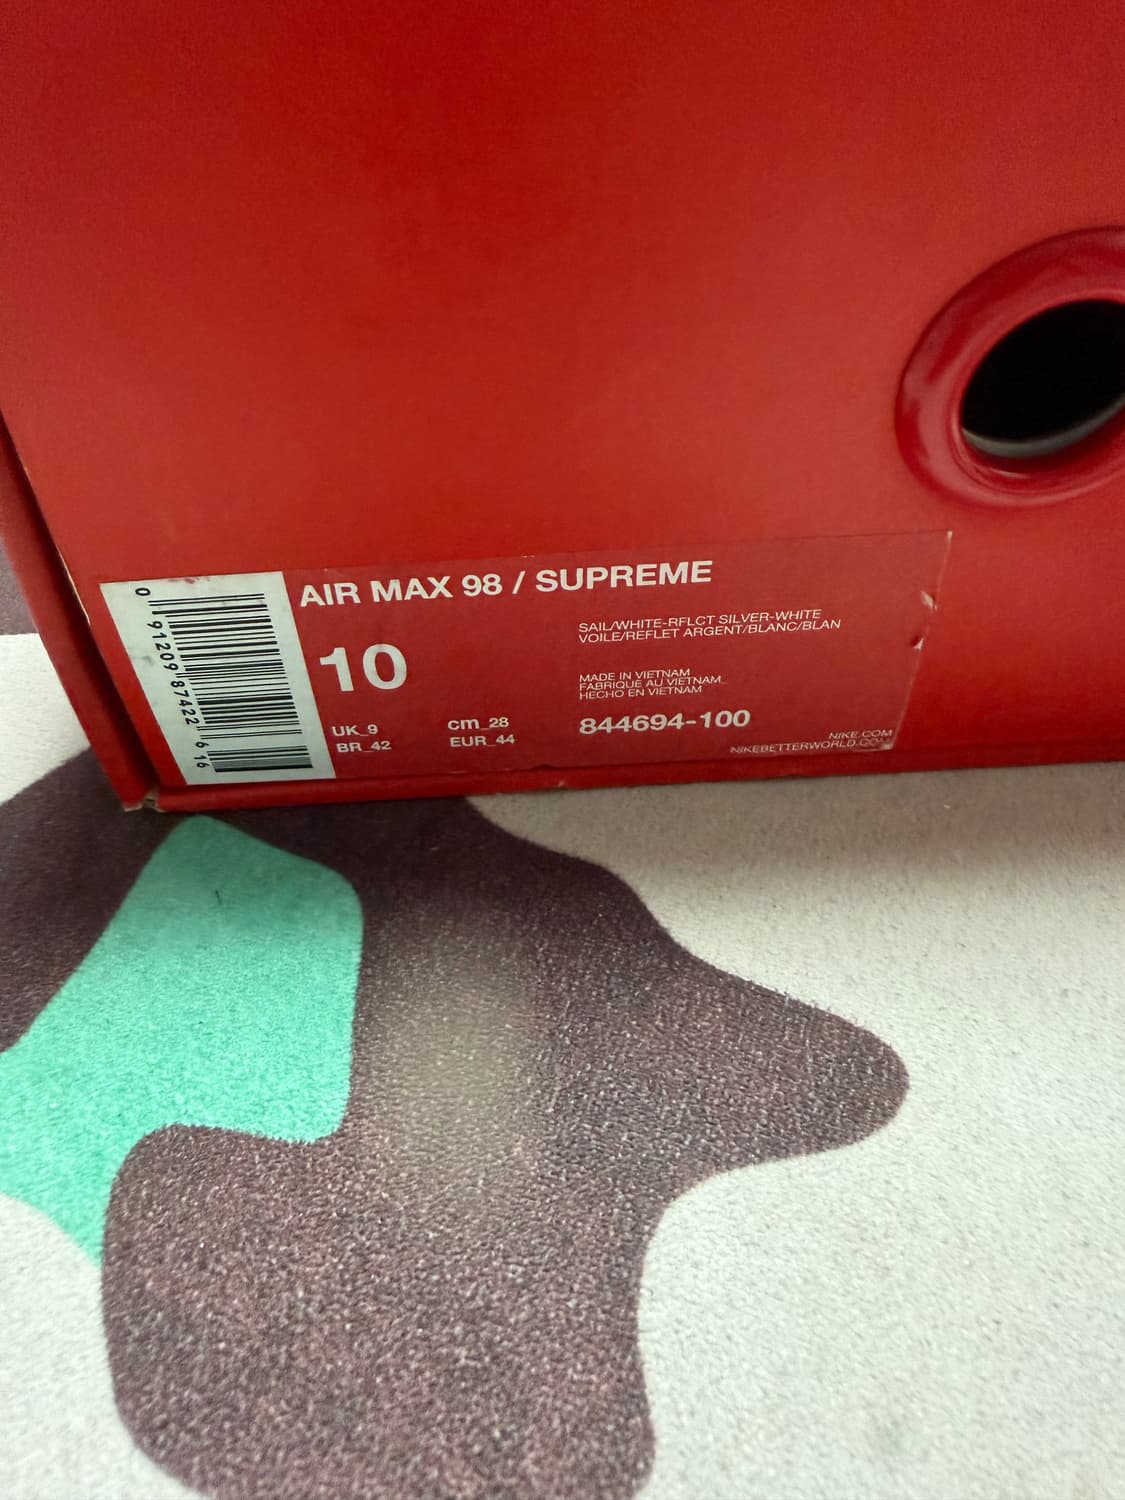 AIR MAX 98 / SUPREME
SAIL/WHITE-RFLCT SILVER-WHITE
VOILE/REFLET ARGENT/BLANC/BLAN
10
MADE IN VIETNAM
FABRIQUE AU VIETNAM
HECHO EN VIETNAM
UK_9 cm_28
BR_42 EUR_44
844694-100
NIKE.COM
NIKEBETTERWORLD.COM
0 91209 87422 6 16